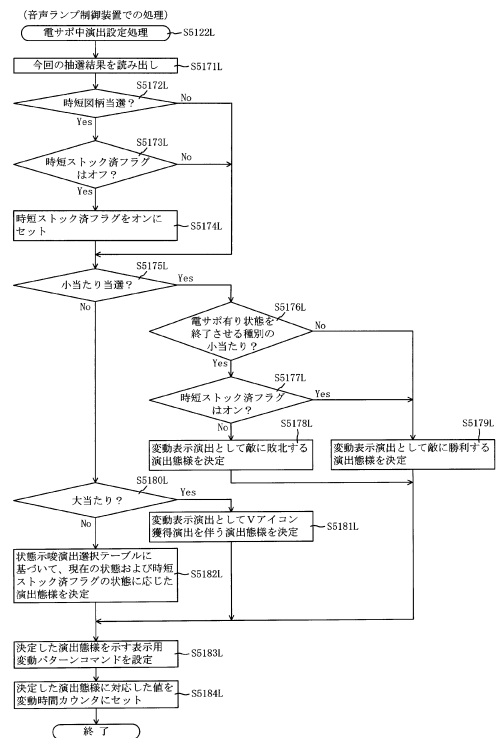 （音声ランプ制御装置での処理）
電サポ中演出設定処理
S5122L
今回の抽選結果を読み出し
S5171L
S5172L
時短図柄当選？
No
Yes
S5173L
時短ストック済フラグ
はオフ？
No
Yes
時短ストック済フラグをオンに
セット
S5174L
S5175L
小当たり当選？
Yes
No
S5176L
電サポ有り状態を
終了させる種別の
小当たり？
No
Yes
S5177L
時短ストック済フラグ
はオン？
Yes
No
S5178L
変動表示演出として敵に敗北する
演出態様を決定
S5179L
変動表示演出として敵に勝利する
演出態様を決定
S5180L
大当たり？
Yes
No
変動表示演出としてＶアイコン
獲得演出を伴う演出態様を決定
S5181L
状態示唆演出選択テーブルに
基づいて、現在の状態および時短
ストック済フラグの状態に応じた
演出態様を決定
S5182L
決定した演出態様を示す表示用
変動パターンコマンドを設定
S5183L
決定した演出態様に対応した値を
変動時間カウンタにセット
S5184L
終了